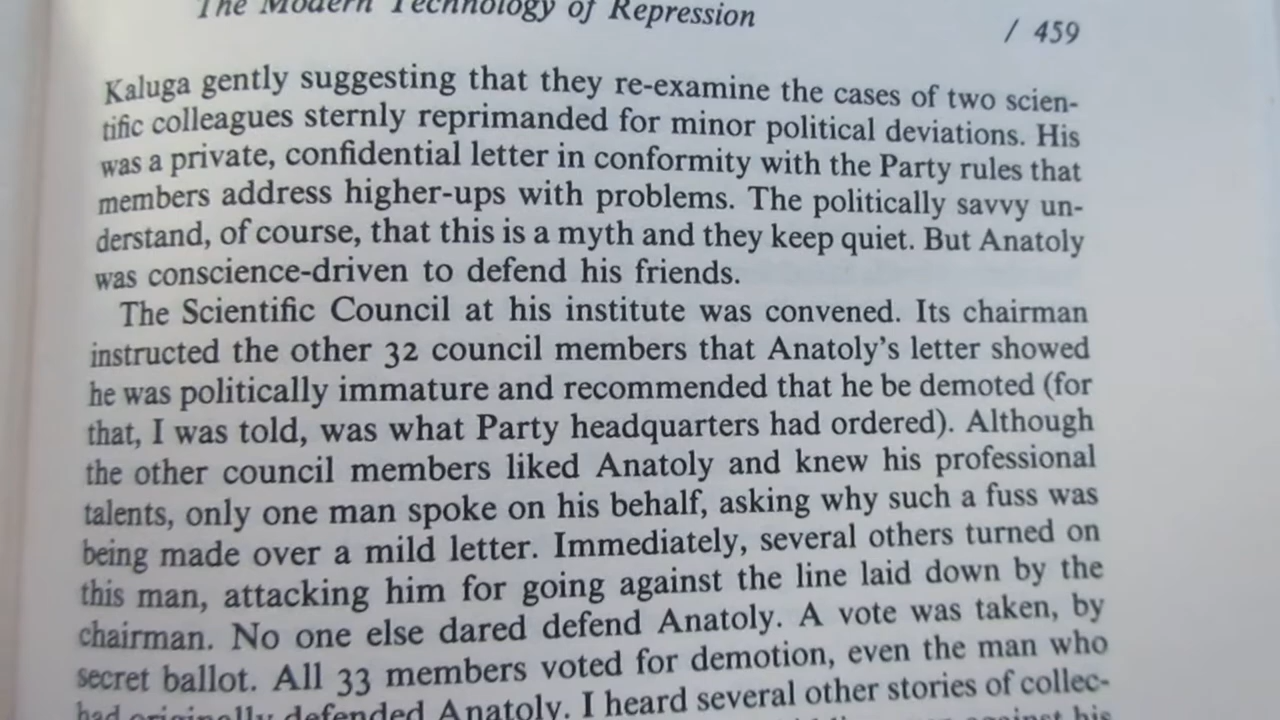 The Modern Technology of Repression / 459
Kaluga gently suggesting that they re-examine the cases of two scien-
tific colleagues sternly reprimanded for minor political deviations. His
was a private, confidential letter in conformity with the Party rules that
members address higher-ups with problems. The politically savvy un-
derstand, of course, that this is a myth and they keep quiet. But Anatoly
was conscience-driven to defend his friends.
The Scientific Council at his institute was convened. Its chairman
instructed the other 32 council members that Anatoly's letter showed
he was politically immature and recommended that he be demoted (for
that, I was told, was what Party headquarters had ordered). Although
the other council members liked Anatoly and knew his professional
talents, only one man spoke on his behalf, asking why such a fuss was
being made over a mild letter. Immediately, several others turned on
this man, attacking him for going against the line laid down by the
chairman. No one else dared defend Anatoly. A vote was taken, by
secret ballot. All 33 members voted for demotion, even the man who
had originally defended Anatoly. I heard several other stories of collec-
against his